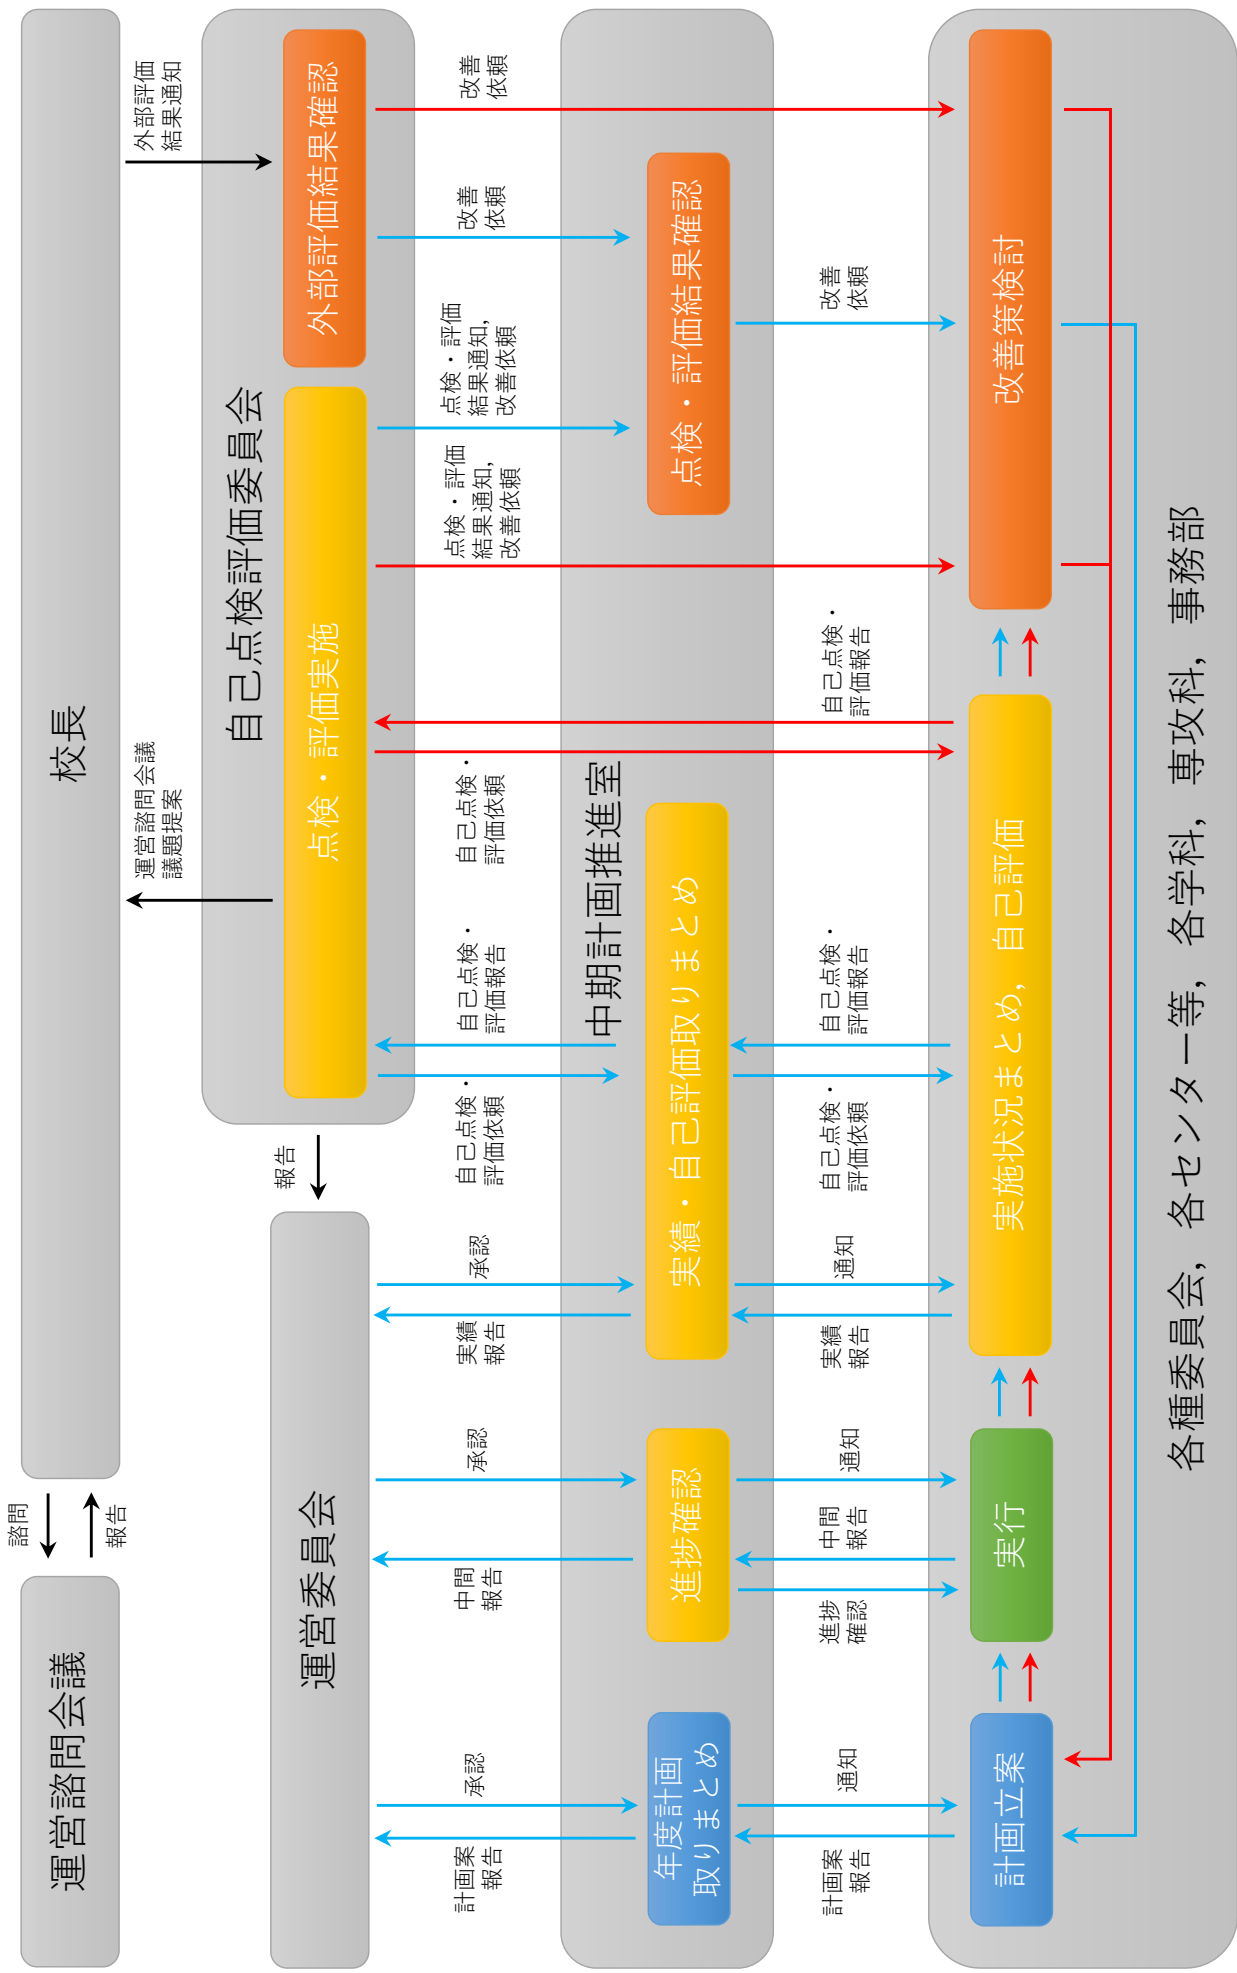 運営諮問会議
諮問
報告
校長
運営諮問会議
議題提案
外部評価
結果通知
運営委員会
報告
自己点検評価委員会
点検・評価実施
外部評価結果確認
計画案
報告
承認
中間
報告
承認
実績
報告
承認
自己点検・
評価依頼
自己点検・
評価報告
自己点検・
評価依頼
点検・評価
結果通知,
改善依頼
点検・評価
結果通知,
改善依頼
改善
依頼
改善
依頼
中期計画推進室
年度計画
取りまとめ
進捗確認
実績・自己評価取りまとめ
点検・評価結果確認
計画案
報告
通知
進捗
確認
中間
報告
通知
実績
報告
通知
自己点検・
評価依頼
自己点検・
評価報告
自己点検・
評価報告
改善
依頼
計画立案
実行
実施状況まとめ, 自己評価
改善策検討
各種委員会, 各センター等, 各学科, 専攻科, 事務部